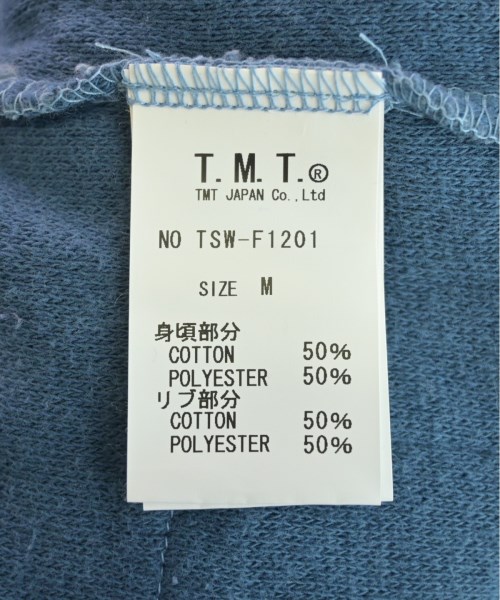 T.M.T.®
TMT JAPAN Co.,Ltd
NO TSW-F1201
SIZE M
身頃部分
COTTON 50%
POLYESTER 50%
リブ部分
COTTON 50%
POLYESTER 50%